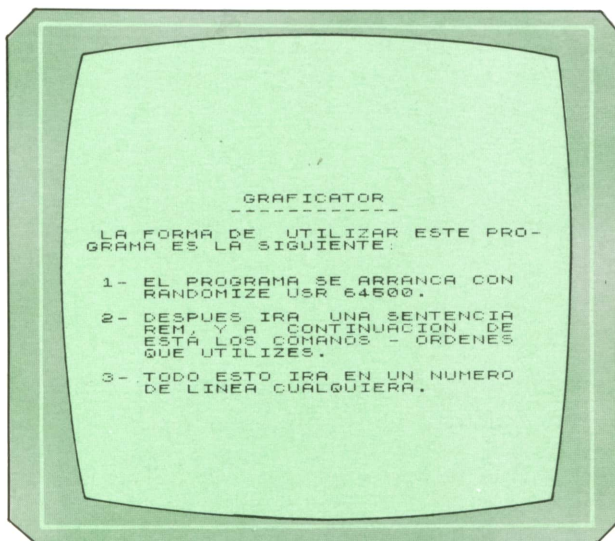 GRAFICATOR
------------
LA FORMA DE UTILIZAR ESTE PRO-
GRAMA ES LA SIGUIENTE:
1- EL PROGRAMA SE ARRANCA CON
RANDOMIZE USR 64500.
2- DESPUES IRA UNA SENTENCIA
REM, Y A CONTINUACION DE
ESTA LOS COMANOS - ORDENES
QUE UTILIZES.
3- TODO ESTO IRA EN UN NUMERO
DE LINEA CUALQUIERA.